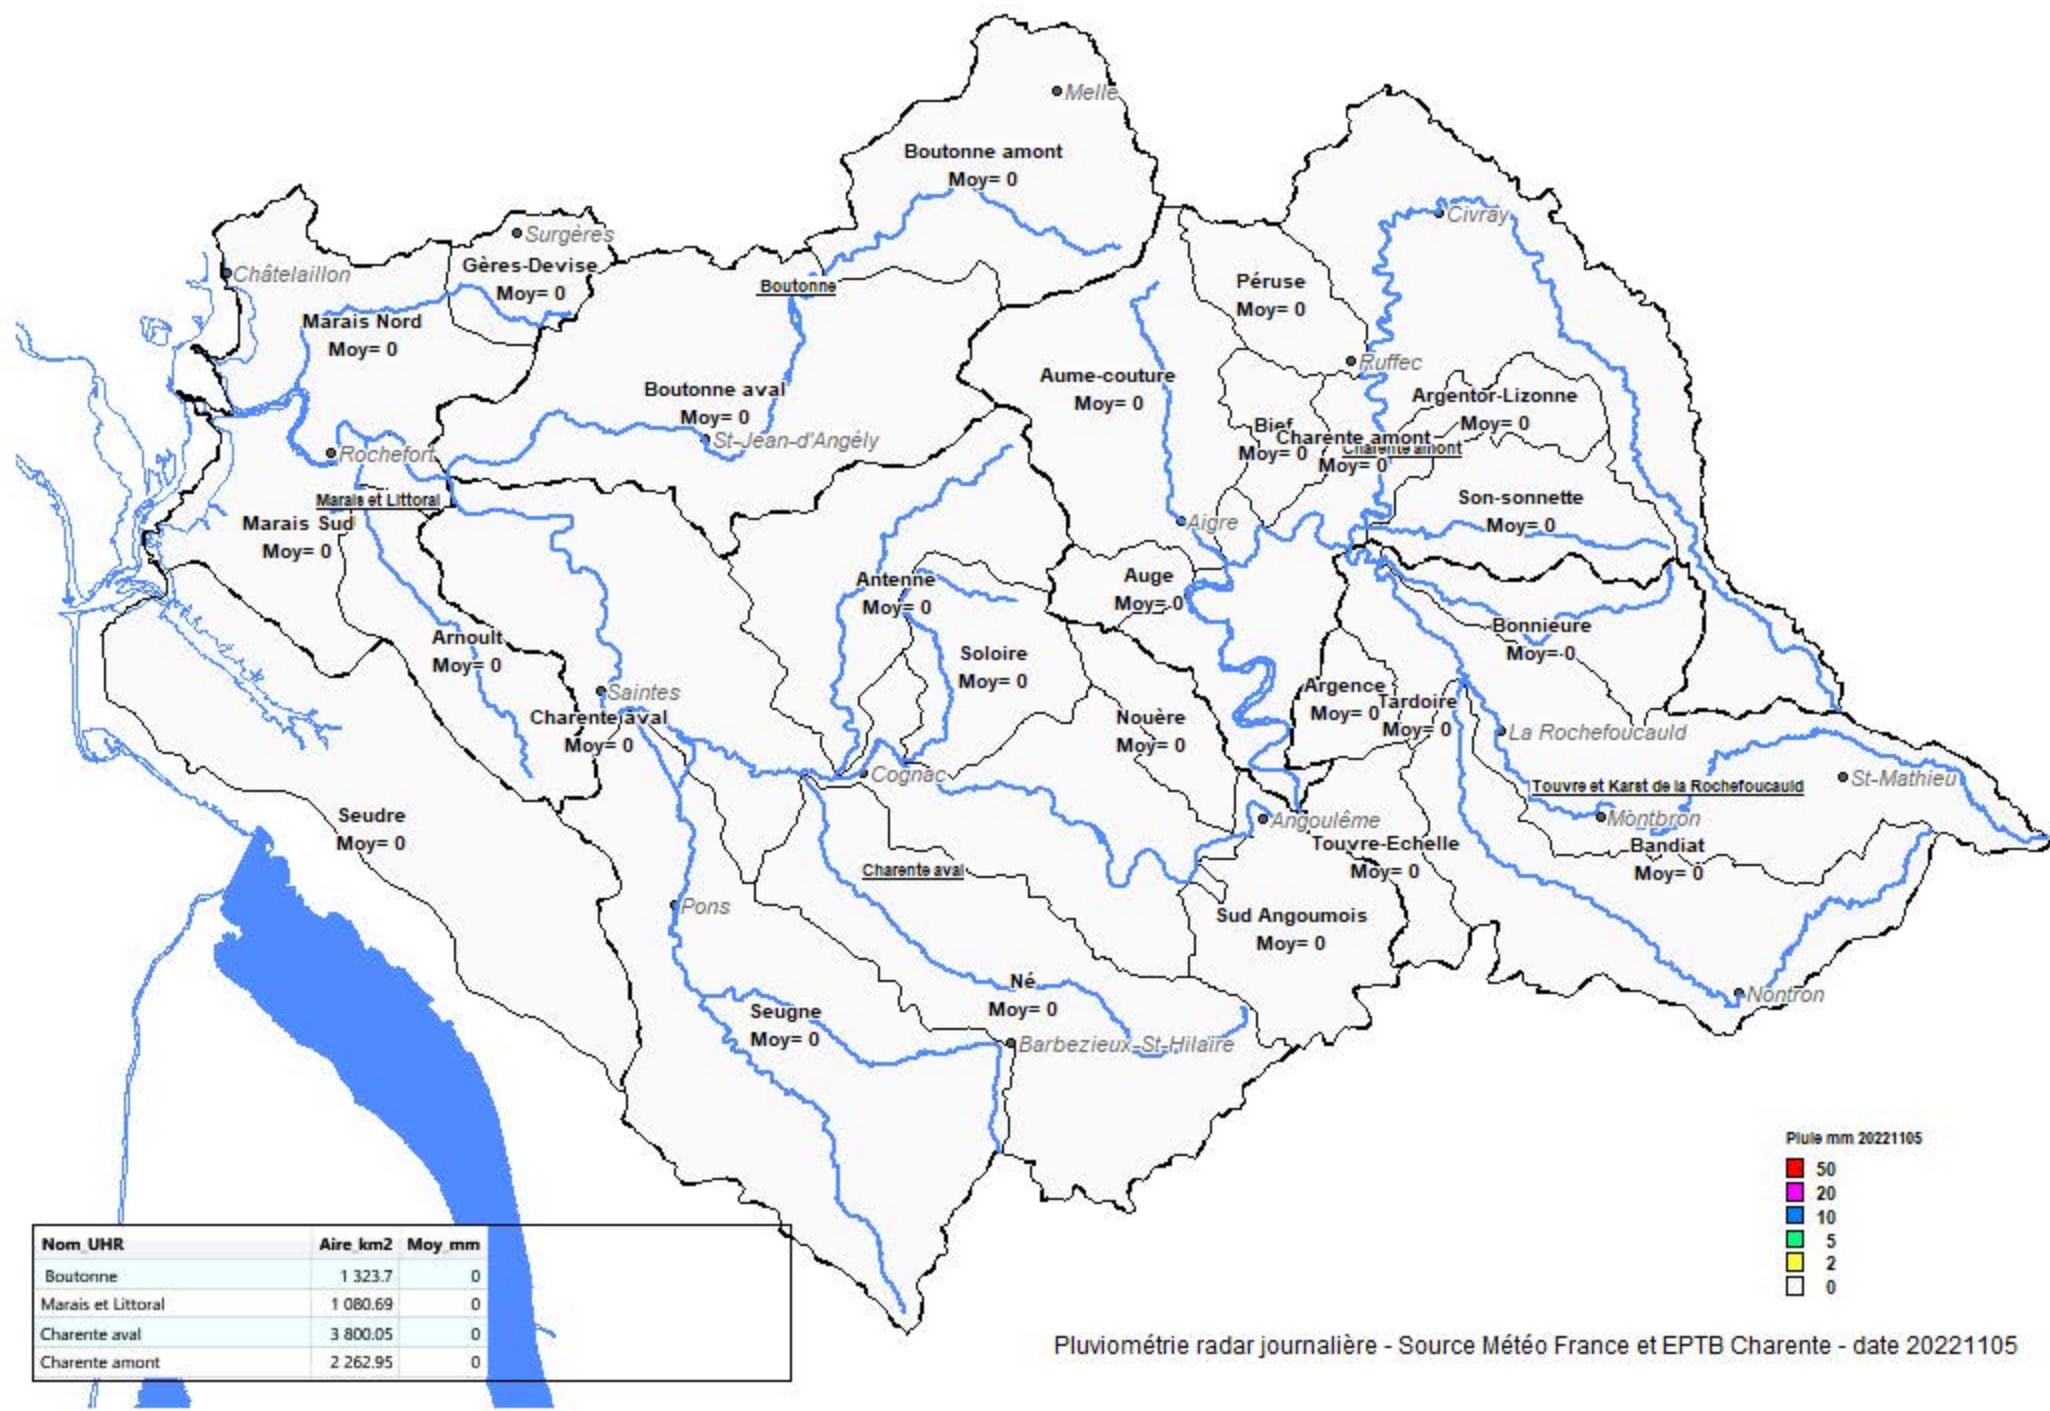 Melle
Boutonne amont
Moy= 0
Civray
Surgères
Châtelaillon
Gères-Devise
Moy= 0
Boutonne
Péruse
Moy= 0
Marais Nord
Moy= 0
Ruffec
Aume-couture
Moy= 0
Boutonne aval
Moy= 0
Argentor-Lizonne
Moy= 0
St-Jean-d'Angély
Bief
Moy= 0
Charente amont
Moy= 0
Charente amont
Rochefort
Marais et Littoral
Son-sonnette
Moy= 0
Marais Sud
Moy= 0
Aigre
Antenne
Moy= 0
Auge
Moy= 0
Bonnieure
Moy= 0
Arnoult
Moy= 0
Soloire
Moy= 0
Saintes
Argence
Moy= 0
Tardoire
Moy= 0
Charente aval
Moy= 0
Nouère
Moy= 0
La Rochefoucauld
Cognac
Touvre et Karst de la Rochefoucauld
St-Mathieu
Seudre
Moy= 0
Angoulême
Montbron
Touvre-Echelle
Moy= 0
Bandiat
Moy= 0
Charente aval
Pons
Sud Angoumois
Moy= 0
Né
Moy= 0
Nontron
Seugne
Moy= 0
Barbezieux-St-Hilaire
Pluie mm 20221105
50
20
10
5
2
0
Nom_UHR Aire_km2 Moy_mm
Boutonne 1 323.7 0
Marais et Littoral 1 080.69 0
Charente aval 3 800.05 0
Charente amont 2 262.95 0
Pluviométrie radar journalière - Source Météo France et EPTB Charente - date 20221105